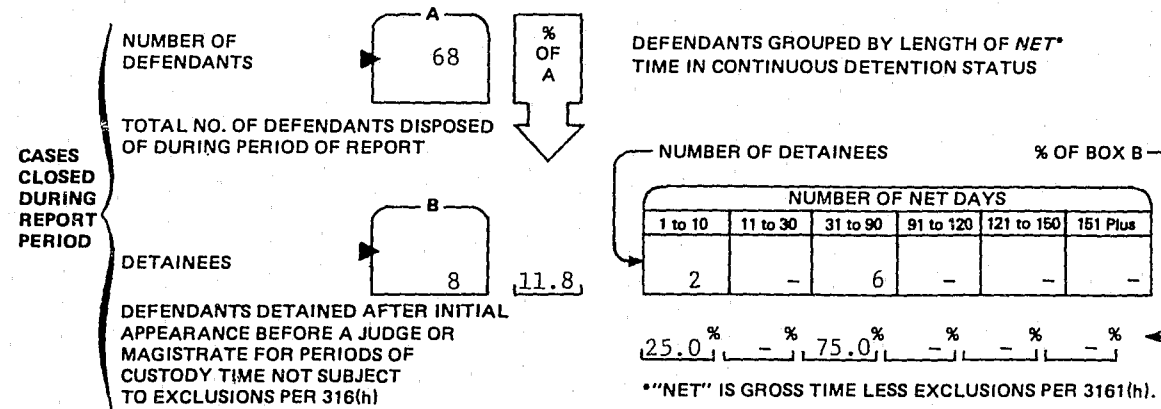 CASES
CLOSED
DURING
REPORT
PERIOD
NUMBER OF
DEFENDANTS
A
68
%
OF
A
TOTAL NO. OF DEFENDANTS DISPOSED
OF DURING PERIOD OF REPORT
B
DETAINEES
8
11.8
DEFENDANTS DETAINED AFTER INITIAL
APPEARANCE BEFORE A JUDGE OR
MAGISTRATE FOR PERIODS OF
CUSTODY TIME NOT SUBJECT
TO EXCLUSIONS PER 316(h)
DEFENDANTS GROUPED BY LENGTH OF NET*
TIME IN CONTINUOUS DETENTION STATUS
NUMBER OF DETAINEES % OF BOX B
NUMBER OF NET DAYS
1 to 10 11 to 30 31 to 90 91 to 120 121 to 150 151 Plus
2 – 6 – – –
25.0% –% 75.0% –% –% –%
*"NET" IS GROSS TIME LESS EXCLUSIONS PER 3161(h).